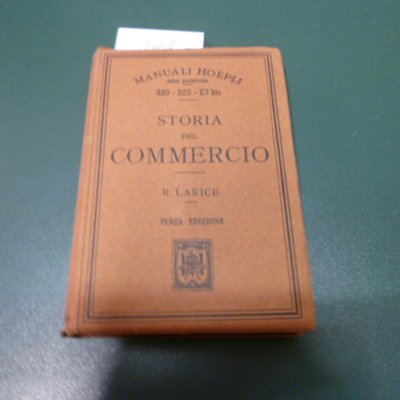 MANUALI HOEPLI
STORIA
DEL
COMMERCIO
R. LARICE
TERZA EDIZIONE